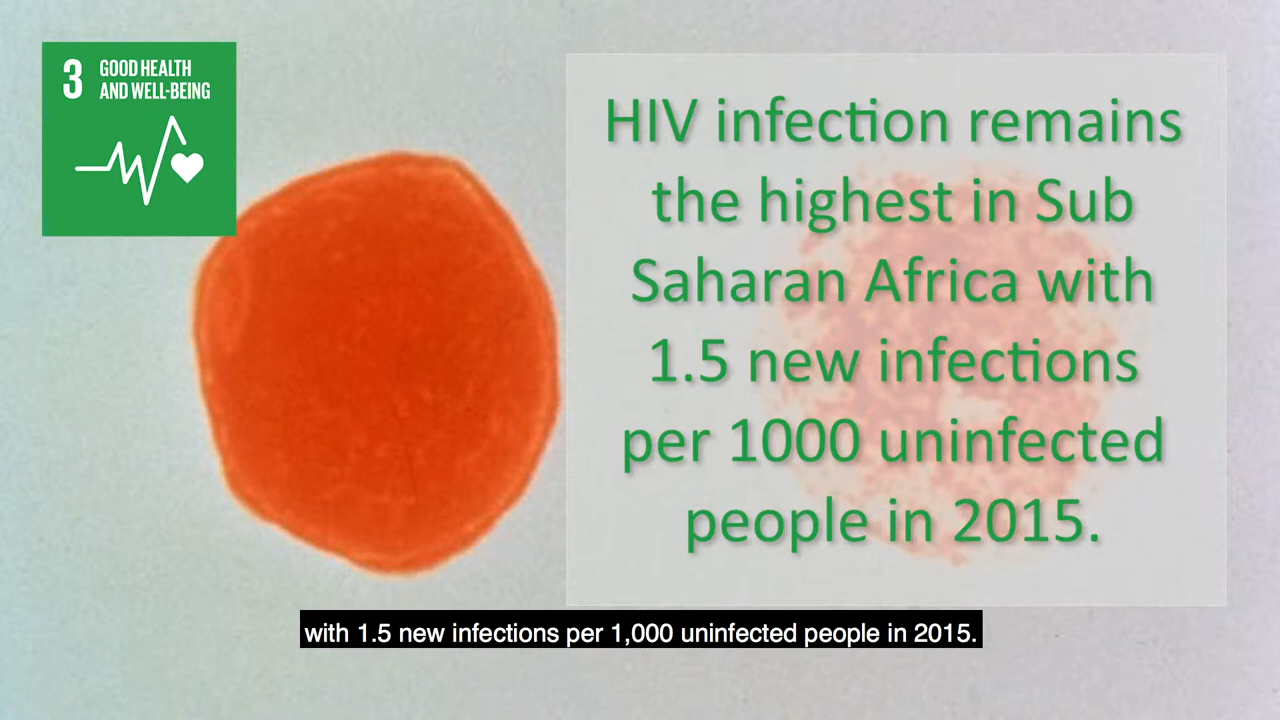 3 GOOD HEALTH
AND WELL-BEING
HIV infection remains
the highest in Sub
Saharan Africa with
1.5 new infections
per 1000 uninfected
people in 2015.
with 1.5 new infections per 1,000 uninfected people in 2015.